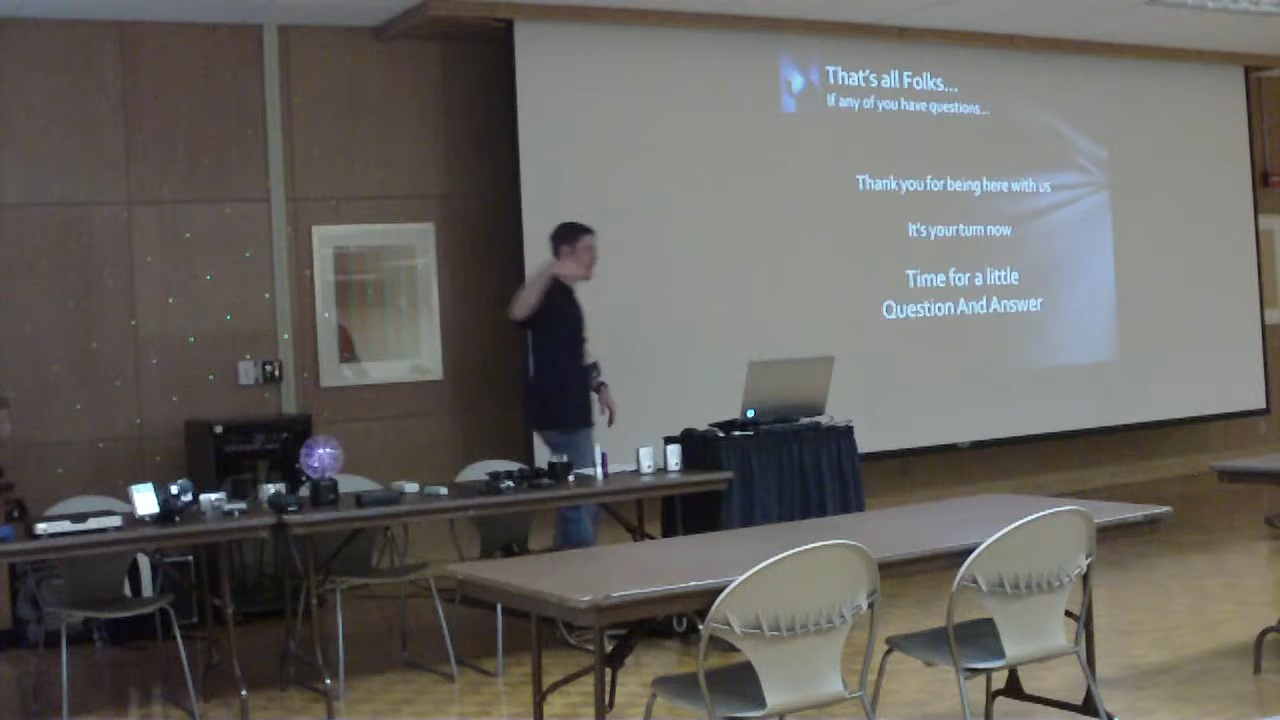 That's all Folks...
If any of you have questions...
Thank you for being here with us
It's your turn now
Time for a little
Question And Answer